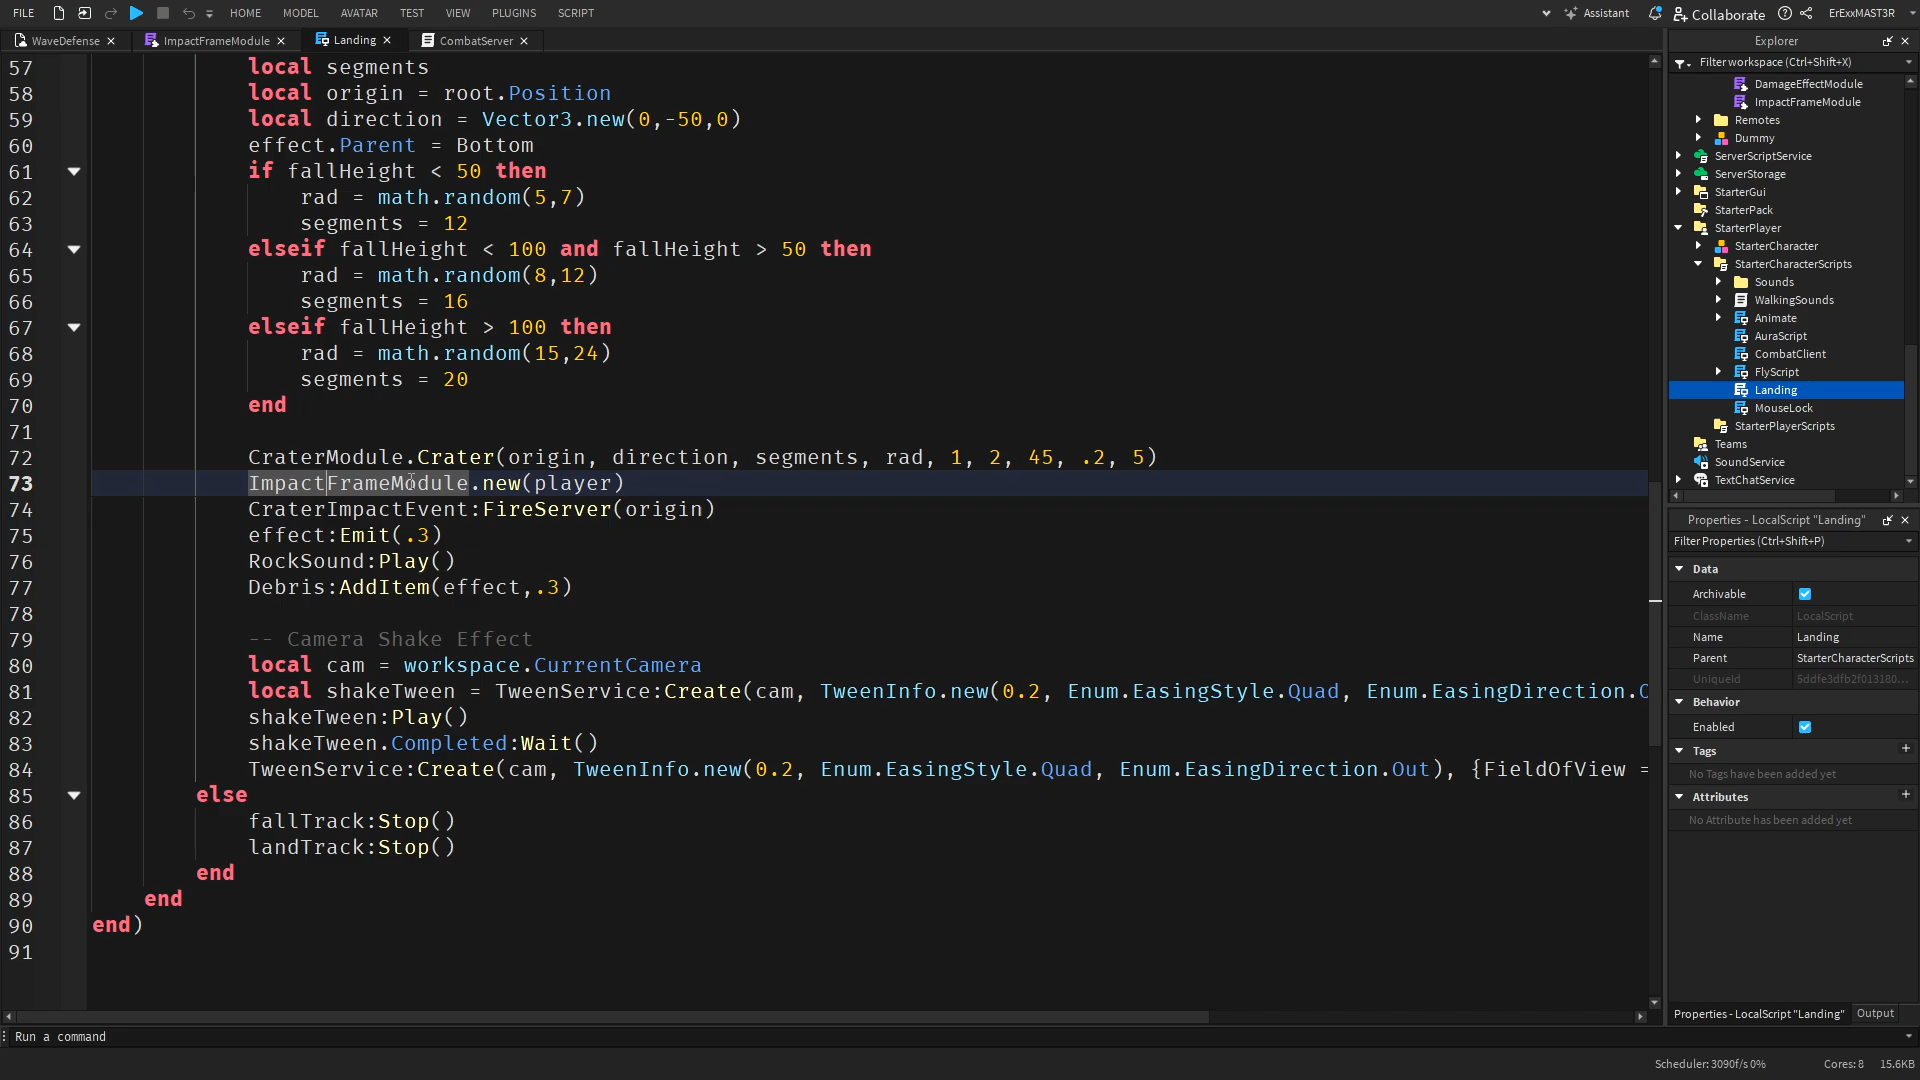 FILE HOME MODEL AVATAR TEST VIEW PLUGINS SCRIPT Assistant Collaborate ErExxMAST3R
WaveDefense ImpactFrameModule Landing CombatServer
57 local segments
58 local origin = root.Position
59 local direction = Vector3.new(0,-50,0)
60 effect.Parent = Bottom
61 if fallHeight < 50 then
62 rad = math.random(5,7)
63 segments = 12
64 elseif fallHeight < 100 and fallHeight > 50 then
65 rad = math.random(8,12)
66 segments = 16
67 elseif fallHeight > 100 then
68 rad = math.random(15,24)
69 segments = 20
70 end
71
72 CraterModule.Crater(origin, direction, segments, rad, 1, 2, 45, .2, 5)
73 ImpactFrameModule.new(player)
74 CraterImpactEvent:FireServer(origin)
75 effect:Emit(.3)
76 RockSound:Play()
77 Debris:AddItem(effect,.3)
78
79 -- Camera Shake Effect
80 local cam = workspace.CurrentCamera
81 local shakeTween = TweenService:Create(cam, TweenInfo.new(0.2, Enum.EasingStyle.Quad, Enum.EasingDirection.O
82 shakeTween:Play()
83 shakeTween.Completed:Wait()
84 TweenService:Create(cam, TweenInfo.new(0.2, Enum.EasingStyle.Quad, Enum.EasingDirection.Out), {FieldOfView =
85 else
86 fallTrack:Stop()
87 landTrack:Stop()
88 end
89 end
90 end)
91
Run a command
Explorer
Filter workspace (Ctrl+Shift+X)
DamageEffectModule
ImpactFrameModule
Remotes
Dummy
ServerScriptService
ServerStorage
StarterGui
StarterPack
StarterPlayer
StarterCharacter
StarterCharacterScripts
Sounds
WalkingSounds
Animate
AuraScript
CombatClient
FlyScript
Landing
MouseLock
StarterPlayerScripts
Teams
SoundService
TextChatService
Properties - LocalScript "Landing"
Filter Properties (Ctrl+Shift+P)
Data
Archivable
ClassName LocalScript
Name Landing
Parent StarterCharacterScripts
UniqueId 5ddfe3dfb2f013180...
Behavior
Enabled
Tags
No Tags have been added yet
Attributes
No Attribute has been added yet
Properties - LocalScript "Landing" Output
Scheduler: 3090f/s 0% Cores: 8 15.6KB